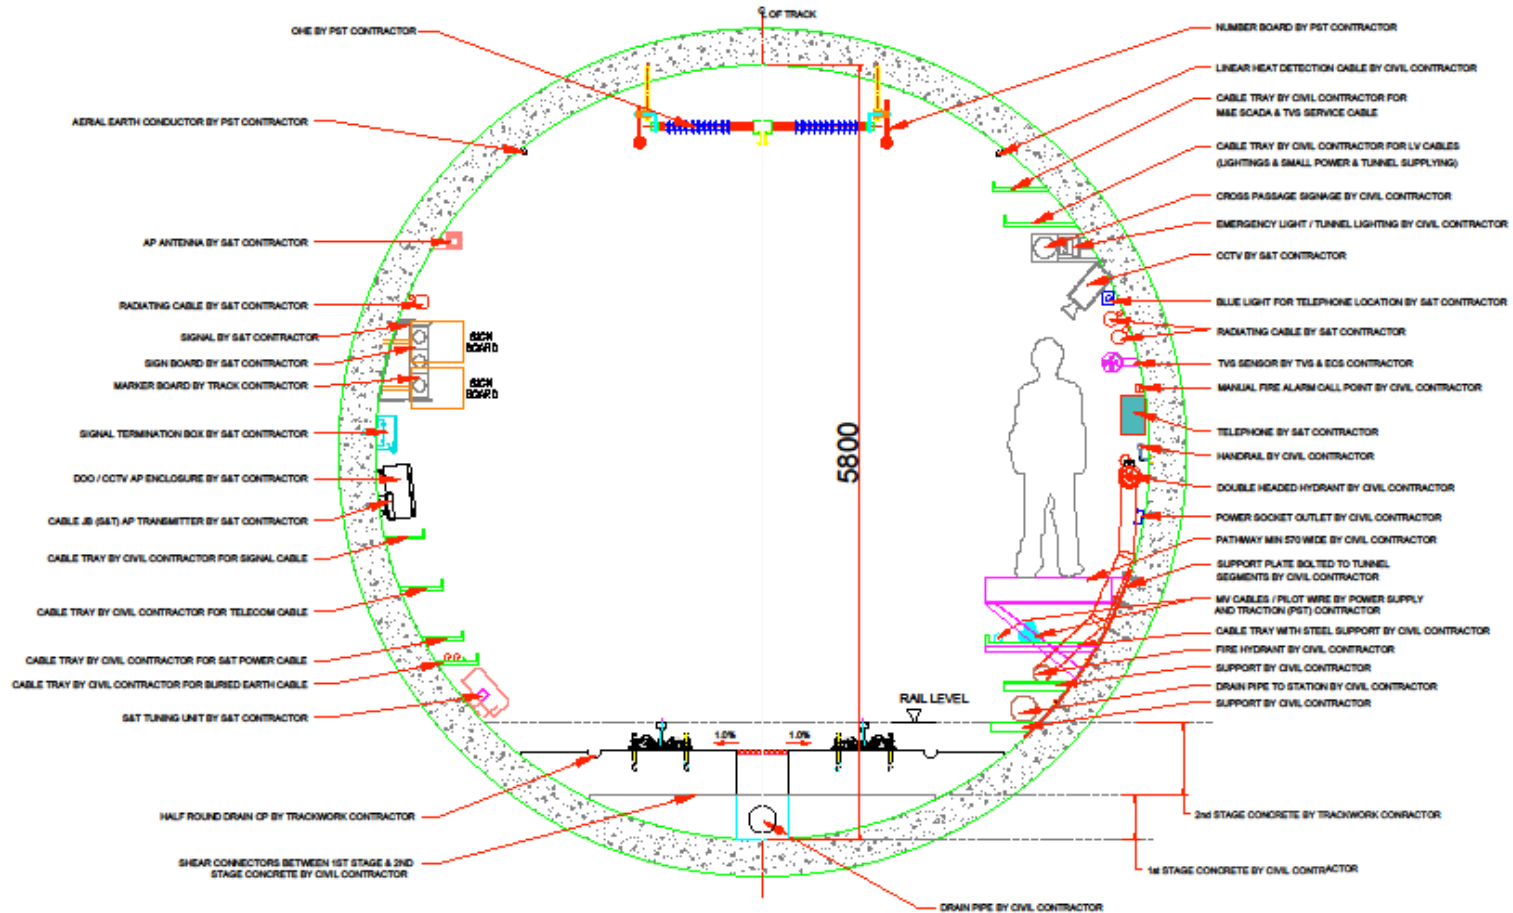 ℄ OF TRACK
OHE BY PST CONTRACTOR
AERIAL EARTH CONDUCTOR BY PST CONTRACTOR
AP ANTENNA BY S&T CONTRACTOR
RADIATING CABLE BY S&T CONTRACTOR
SIGNAL BY S&T CONTRACTOR
SIGN BOARD BY S&T CONTRACTOR
MARKER BOARD BY TRACK CONTRACTOR
SIGN
BOARD
SIGN
BOARD
SIGNAL TERMINATION BOX BY S&T CONTRACTOR
DOO / CCTV AP ENCLOSURE BY S&T CONTRACTOR
CABLE JB (S&T) AP TRANSMITTER BY S&T CONTRACTOR
CABLE TRAY BY CIVIL CONTRACTOR FOR SIGNAL CABLE
CABLE TRAY BY CIVIL CONTRACTOR FOR TELECOM CABLE
CABLE TRAY BY CIVIL CONTRACTOR FOR S&T POWER CABLE
CABLE TRAY BY CIVIL CONTRACTOR FOR BURIED EARTH CABLE
S&T TUNING UNIT BY S&T CONTRACTOR
HALF ROUND DRAIN CP BY TRACKWORK CONTRACTOR
SHEAR CONNECTORS BETWEEN 1ST STAGE & 2ND
STAGE CONCRETE BY CIVIL CONTRACTOR
5800
RAIL LEVEL
1.0%
1.0%
NUMBER BOARD BY PST CONTRACTOR
LINEAR HEAT DETECTION CABLE BY CIVIL CONTRACTOR
CABLE TRAY BY CIVIL CONTRACTOR FOR
M&E SCADA & TVS SERVICE CABLE
CABLE TRAY BY CIVIL CONTRACTOR FOR LV CABLES
(LIGHTINGS & SMALL POWER & TUNNEL SUPPLYING)
CROSS PASSAGE SIGNAGE BY CIVIL CONTRACTOR
EMERGENCY LIGHT / TUNNEL LIGHTING BY CIVIL CONTRACTOR
CCTV BY S&T CONTRACTOR
BLUE LIGHT FOR TELEPHONE LOCATION BY S&T CONTRACTOR
RADIATING CABLE BY S&T CONTRACTOR
TVS SENSOR BY TVS & ECS CONTRACTOR
MANUAL FIRE ALARM CALL POINT BY CIVIL CONTRACTOR
TELEPHONE BY S&T CONTRACTOR
HANDRAIL BY CIVIL CONTRACTOR
DOUBLE HEADED HYDRANT BY CIVIL CONTRACTOR
POWER SOCKET OUTLET BY CIVIL CONTRACTOR
PATHWAY MIN 570 WIDE BY CIVIL CONTRACTOR
SUPPORT PLATE BOLTED TO TUNNEL
SEGMENTS BY CIVIL CONTRACTOR
MV CABLES / PILOT WIRE BY POWER SUPPLY
AND TRACTION (PST) CONTRACTOR
CABLE TRAY WITH STEEL SUPPORT BY CIVIL CONTRACTOR
FIRE HYDRANT BY CIVIL CONTRACTOR
SUPPORT BY CIVIL CONTRACTOR
DRAIN PIPE TO STATION BY CIVIL CONTRACTOR
SUPPORT BY CIVIL CONTRACTOR
2nd STAGE CONCRETE BY TRACKWORK CONRACTOR
1st STAGE CONCRETE BY CIVIL CONTRACTOR
DRAIN PIPE BY CIVIL CONTRACTOR